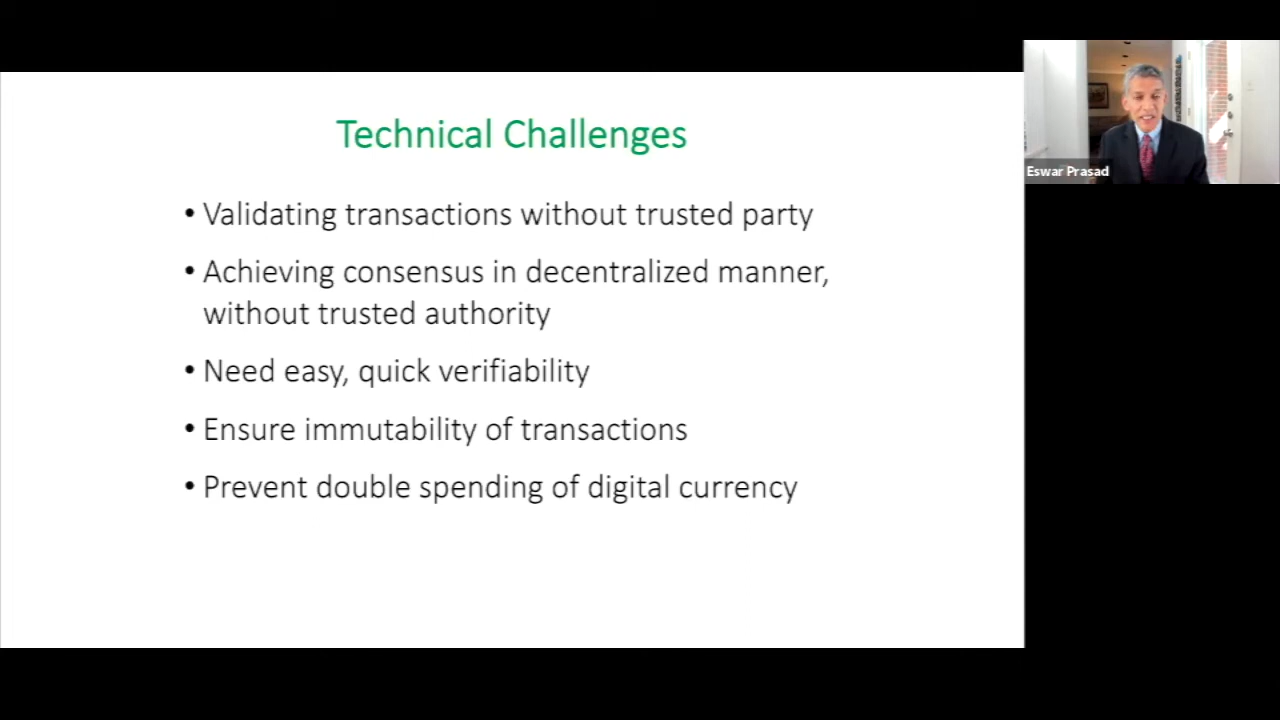 Technical Challenges
• Validating transactions without trusted party
• Achieving consensus in decentralized manner,
without trusted authority
• Need easy, quick verifiability
• Ensure immutability of transactions
• Prevent double spending of digital currency
Eswar Prasad